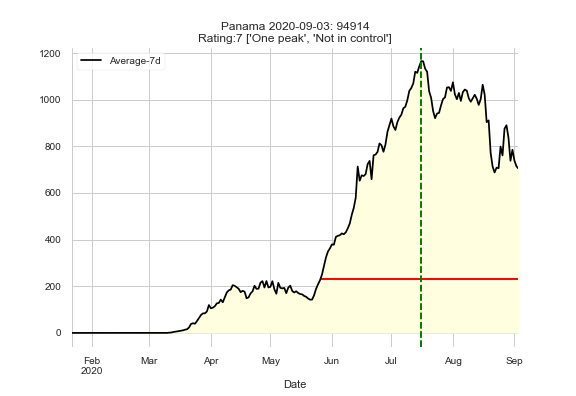 Panama 2020-09-03: 94914
Rating:7 ['One peak', 'Not in control']
Average-7d
1200
1000
800
600
400
200
0
Feb Mar Apr May Jun Jul Aug Sep
2020
Date